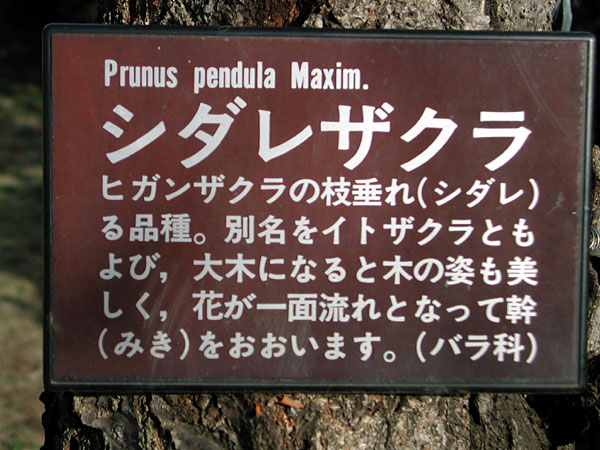 Prunus pendula Maxim.
シダレザクラ
ヒガンザクラの枝垂れ(シダレ)
る品種。別名をイトザクラとも
よび，大木になると木の姿も美
しく，花が一面流れとなって幹
(みき)をおおいます。(バラ科)